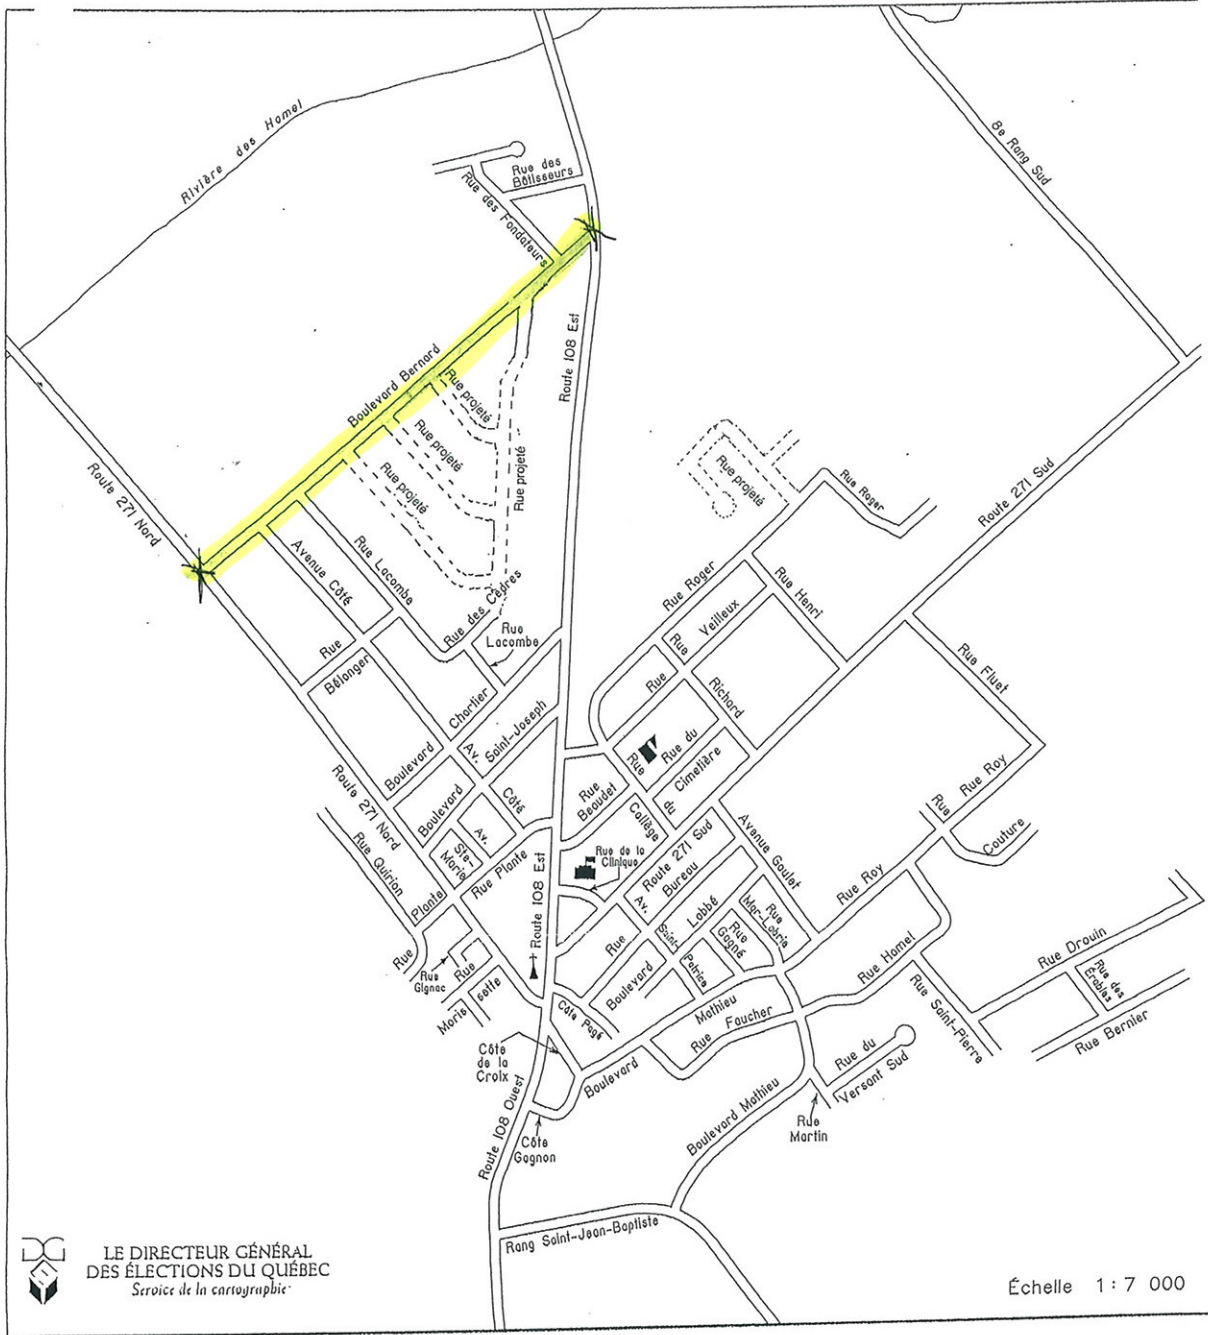 Rivière des Hamel
8e Rang Sud
Rue des
Bâtisseurs
Rue des Fondateurs
Boulevard Bernard
Route 108 Est
Rue projeté
Rue projeté
Rue projeté
Rue projeté
Rue projeté
Route 271 Nord
Rue Roger
Route 271 Sud
Avenue Côté
Rue Lacombe
Rue des Cèdres
Rue
Lacombe
Rue Roger
Rue Henri
Rue
Veilleux
Rue
Bélanger
Rue Fluet
Rue
Richard
Boulevard
Chartier
Av.
Saint-Joseph
Rue
Rue du
Cimetière
Route 271 Nord
Boulevard
Côté
Rue
Beaudet
du
Collège
Rue Roy
Rue
Couture
Rue Quirion
Ste-
Marie
Av.
Rue Plante
Rue de la
Clinique
Route 271 Sud
Avenue Goulet
Rue
Plante
Route 108 Est
Av.
Bureau
Rue
Saint-
Patrice
Boulevard
Labbé
Rue
Gagné
Rue
Mar-Labrie
Rue Roy
Rue Hamel
Rue Drouin
Rue des
Érables
Rue Bernier
Rue Saint-Pierre
Rue
Gignac
Rue
Moris
sette
Côte Pagé
Mathieu
Boulevard
Rue Faucher
Côte
de la
Croix
Rue du
Versant Sud
Rue
Martin
Boulevard Mathieu
Route 108 Ouest
Côte
Gagnon
Rang Saint-Jean-Baptiste
LE DIRECTEUR GÉNÉRAL
DES ÉLECTIONS DU QUÉBEC
Service de la cartographie
Échelle 1 : 7 000